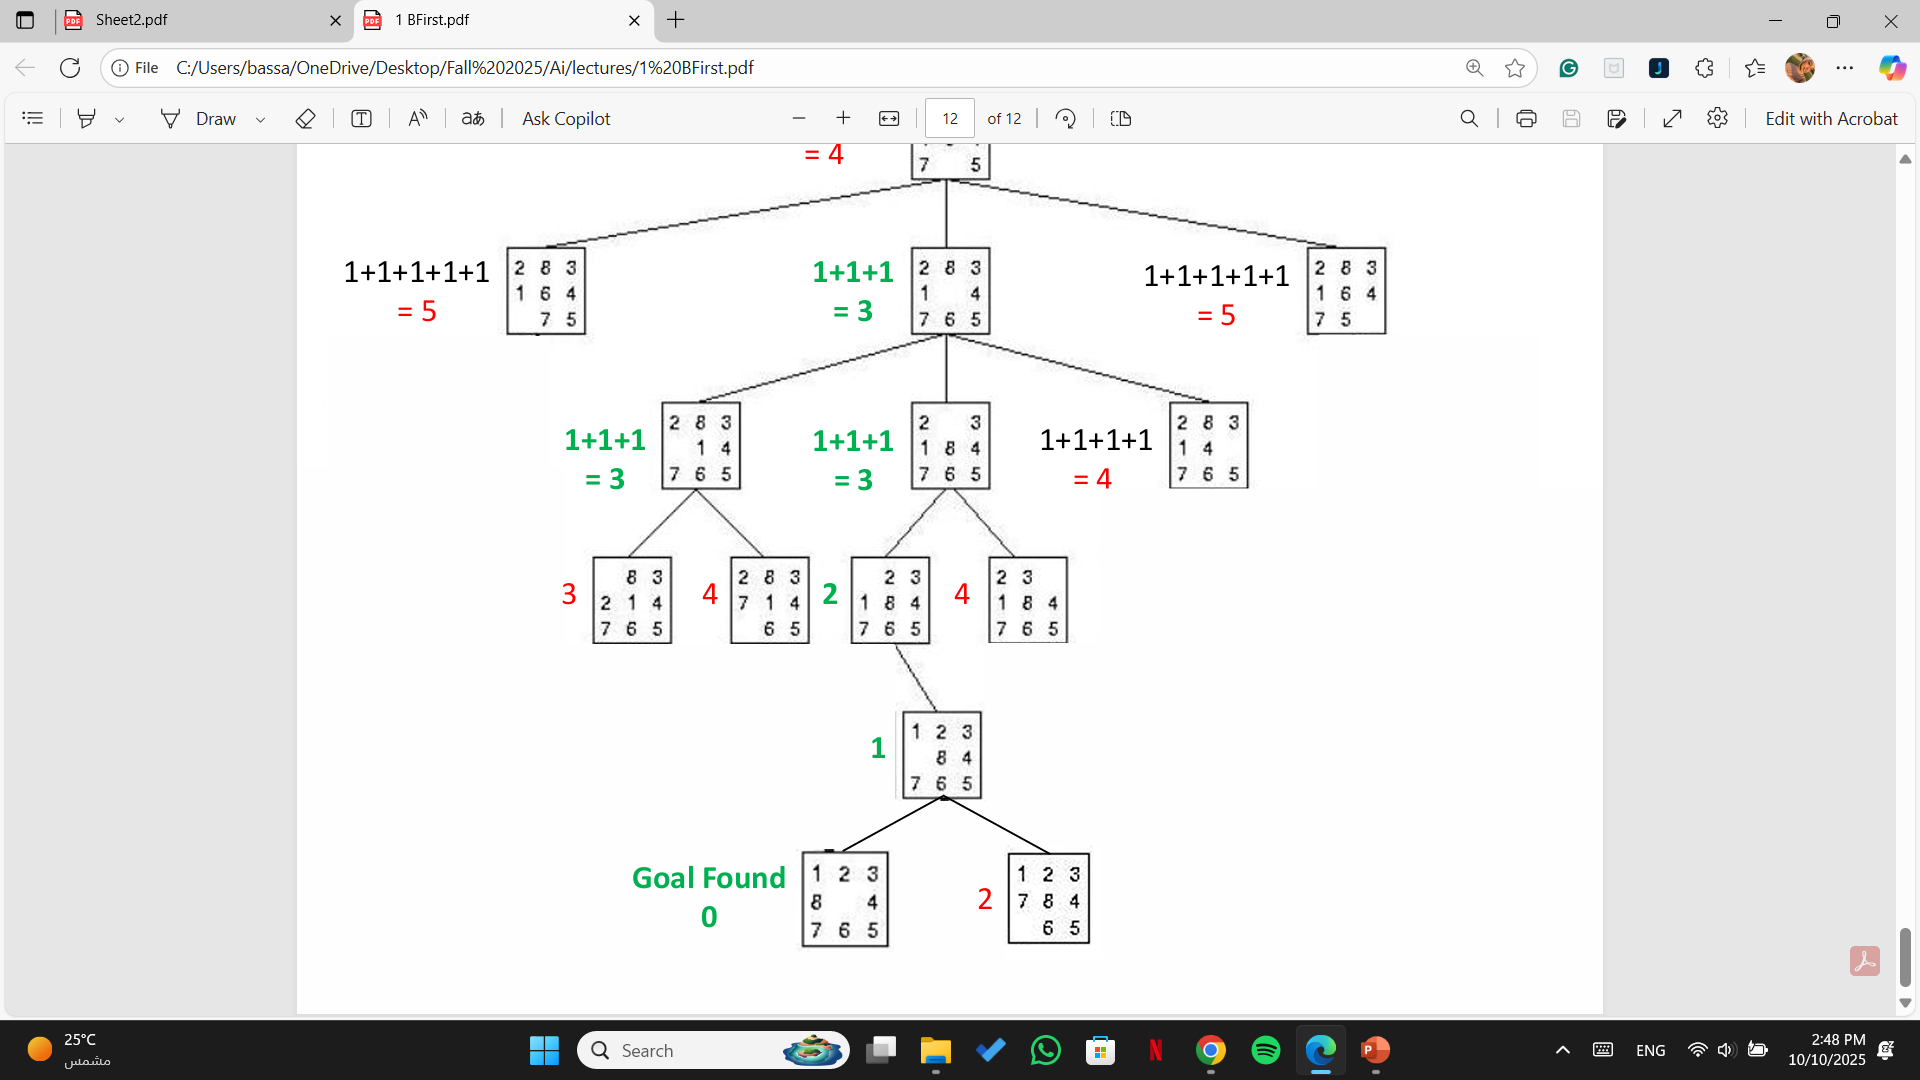 Sheet2.pdf
1 BFirst.pdf
File
C:/Users/bassa/OneDrive/Desktop/Fall%202025/Ai/lectures/1%20BFirst.pdf
Draw
Ask Copilot
12 of 12
Edit with Acrobat
= 4
7 5
1+1+1+1+1
= 5
2 8 3
1 6 4
7 5
1+1+1
= 3
2 8 3
1 4
7 6 5
1+1+1+1+1
= 5
2 8 3
1 6 4
7 5
1+1+1
= 3
2 8 3
1 4
7 6 5
1+1+1
= 3
2 3
1 8 4
7 6 5
1+1+1+1
= 4
2 8 3
1 4
7 6 5
3
8 3
2 1 4
7 6 5
4
2 8 3
7 1 4
6 5
2
2 3
1 8 4
7 6 5
4
2 3
1 8 4
7 6 5
1
1 2 3
8 4
7 6 5
Goal Found
0
1 2 3
8 4
7 6 5
2
1 2 3
7 8 4
6 5
25°C
مشمس
Search
ENG
2:48 PM
10/10/2025